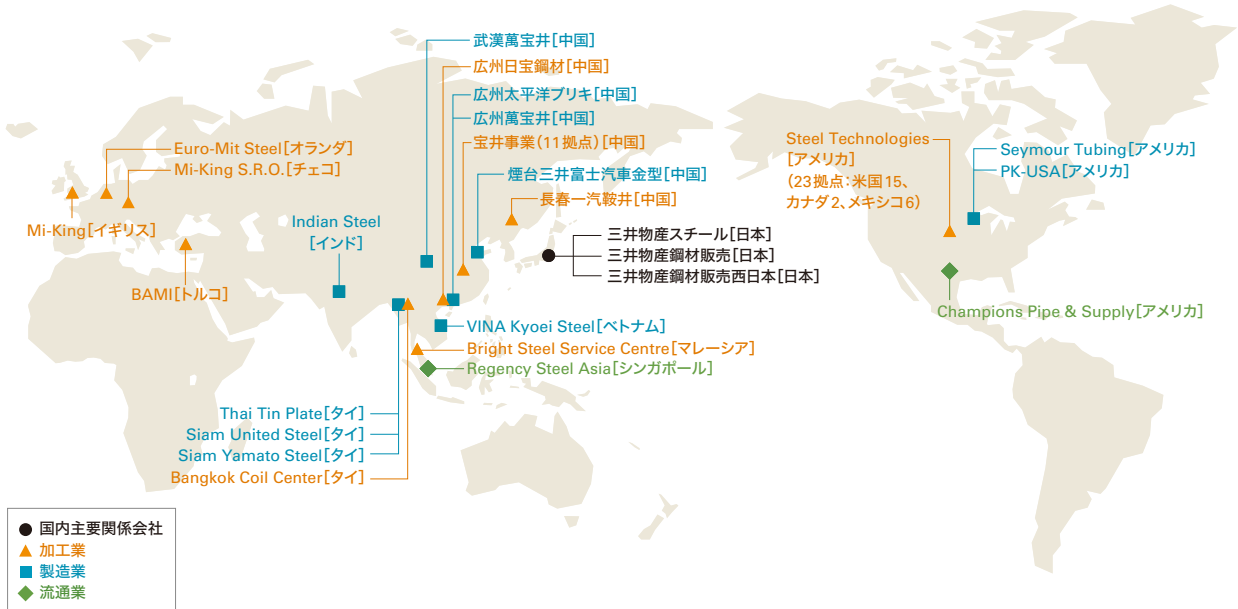 武漢萬宝井[中国]
広州日宝鋼材[中国]
広州太平洋ブリキ[中国]
広州萬宝井[中国]
宝井事業(11拠点)[中国]
煙台三井富士汽車金型[中国]
長春一汽鞍井[中国]
三井物産スチール[日本]
三井物産鋼材販売[日本]
三井物産鋼材販売西日本[日本]
Euro-Mit Steel[オランダ]
Mi-King S.R.O.[チェコ]
Mi-King[イギリス]
BAMI[トルコ]
Indian Steel
[インド]
VINA Kyoei Steel[ベトナム]
Bright Steel Service Centre[マレーシア]
Regency Steel Asia[シンガポール]
Thai Tin Plate[タイ]
Siam United Steel[タイ]
Siam Yamato Steel[タイ]
Bangkok Coil Center[タイ]
Steel Technologies
[アメリカ]
(23拠点:米国15、
カナダ2、メキシコ6)
Seymour Tubing[アメリカ]
PK-USA[アメリカ]
Champions Pipe & Supply[アメリカ]
国内主要関係会社
加工業
製造業
流通業